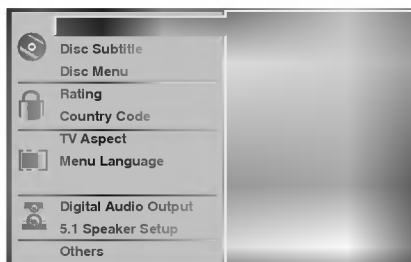 Disc Subtitle
Disc Menu
Rating
Country Code
TV Aspect
Menu Language
Digital Audio Output
5.1 Speaker Setup
Others